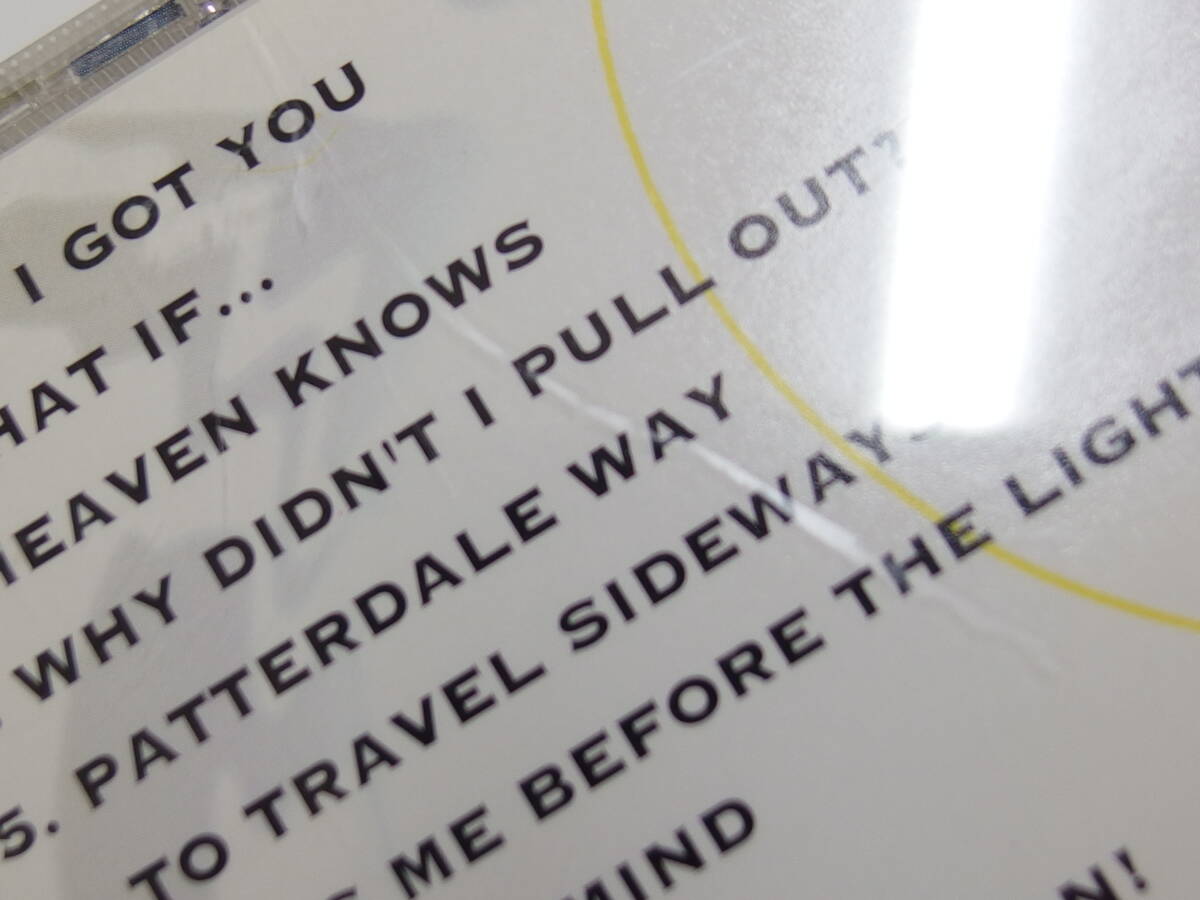 I GOT YOU
HAT IF...
HEAVEN KNOWS
WHY DIDN'T I PULL OUT?
5. PATTERDALE WAY
TO TRAVEL SIDEWAYS
ME BEFORE THE LIGHT
MIND
N!